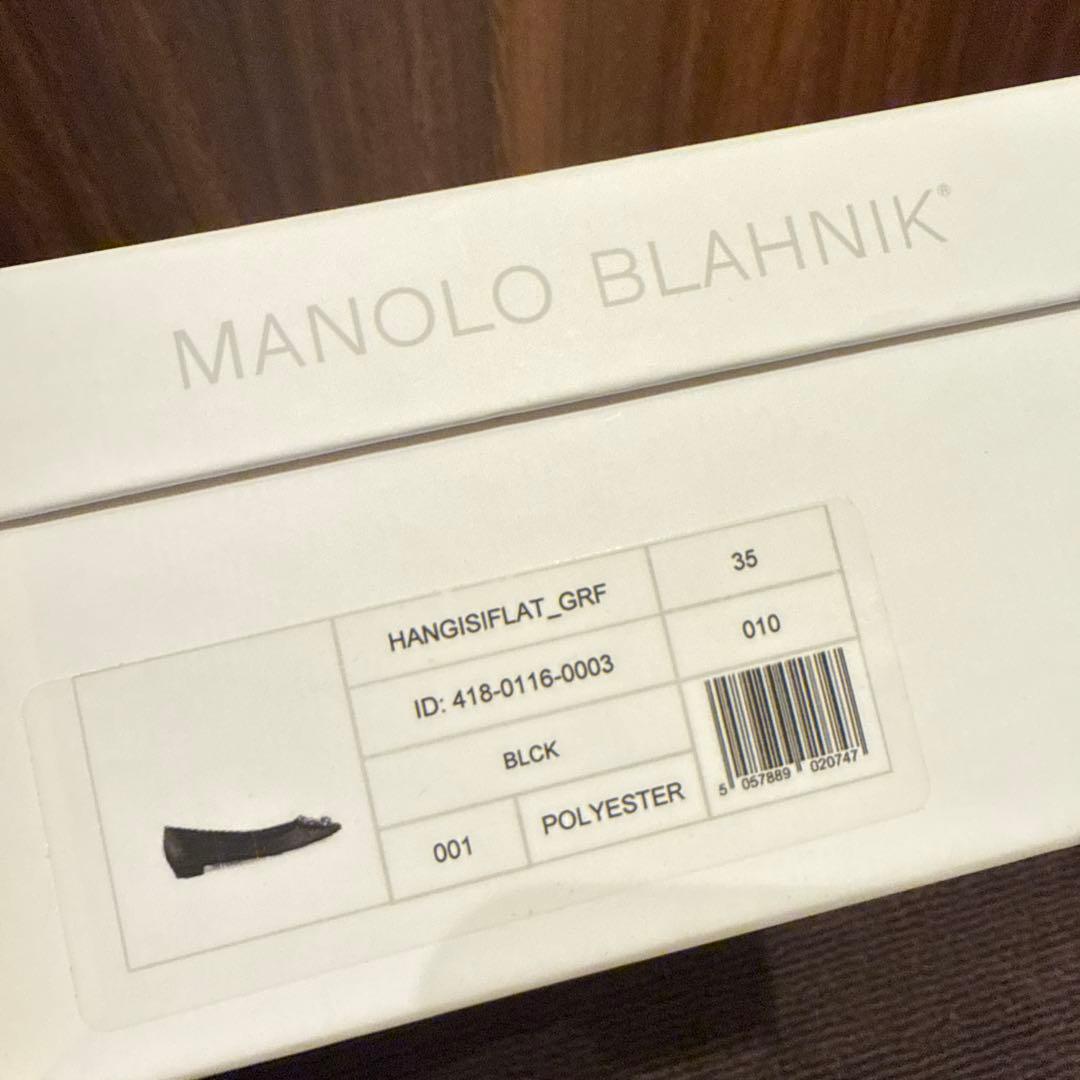 MANOLO BLAHNIK®
HANGISIFLAT_GRF
35
ID: 418-0116-0003
010
BLCK
001
POLYESTER
5 057889 020747